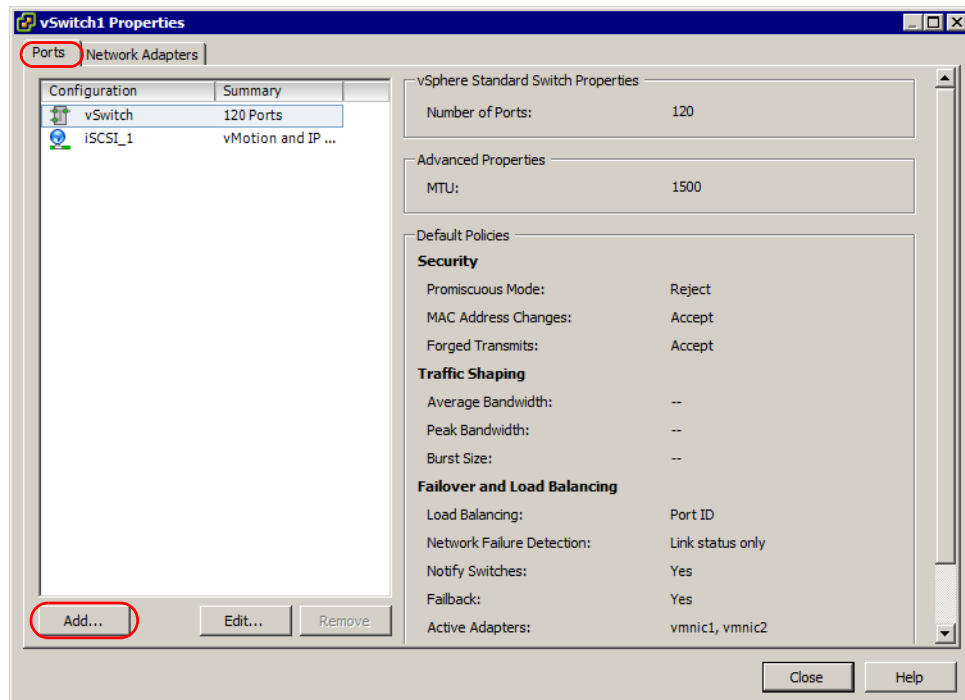 vSwitch1 Properties
Ports Network Adapters
Configuration Summary
vSwitch 120 Ports
iSCSI_1 vMotion and IP ...
Add... Edit... Remove
vSphere Standard Switch Properties
Number of Ports: 120
Advanced Properties
MTU: 1500
Default Policies
Security
Promiscuous Mode: Reject
MAC Address Changes: Accept
Forged Transmits: Accept
Traffic Shaping
Average Bandwidth: --
Peak Bandwidth: --
Burst Size: --
Failover and Load Balancing
Load Balancing: Port ID
Network Failure Detection: Link status only
Notify Switches: Yes
Failback: Yes
Active Adapters: vmnic1, vmnic2
Close Help